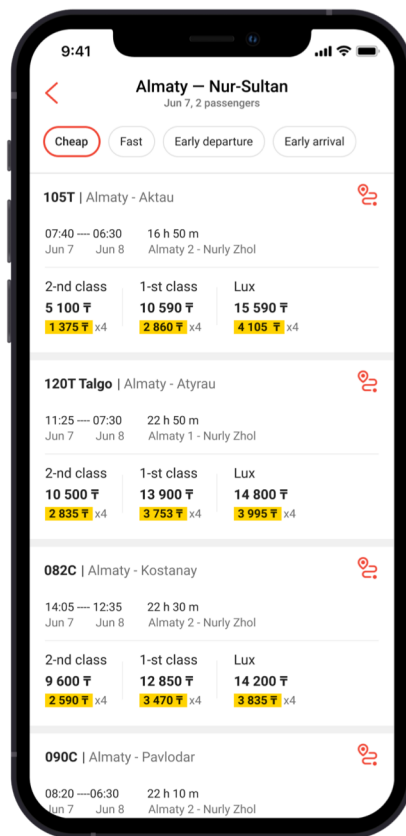 9:41
Almaty — Nur-Sultan
Jun 7, 2 passengers
Cheap Fast Early departure Early arrival
105T | Almaty - Aktau
07:40 ---- 06:30 16 h 50 m
Jun 7 Jun 8 Almaty 2 - Nurly Zhol
2-nd class 1-st class Lux
5 100 ₸ 10 590 ₸ 15 590 ₸
1 375 ₸ x4 2 860 ₸ x4 4 105 ₸ x4
120T Talgo | Almaty - Atyrau
11:25 ---- 07:30 22 h 50 m
Jun 7 Jun 8 Almaty 1 - Nurly Zhol
2-nd class 1-st class Lux
10 500 ₸ 13 900 ₸ 14 800 ₸
2 835 ₸ x4 3 753 ₸ x4 3 995 ₸ x4
082C | Almaty - Kostanay
14:05 ---- 12:35 22 h 30 m
Jun 7 Jun 8 Almaty 2 - Nurly Zhol
2-nd class 1-st class Lux
9 600 ₸ 12 850 ₸ 14 200 ₸
2 590 ₸ x4 3 470 ₸ x4 3 835 ₸ x4
090C | Almaty - Pavlodar
08:20 ----06:30 22 h 10 m
Jun 7 Jun 8 Almaty 2 - Nurly Zhol